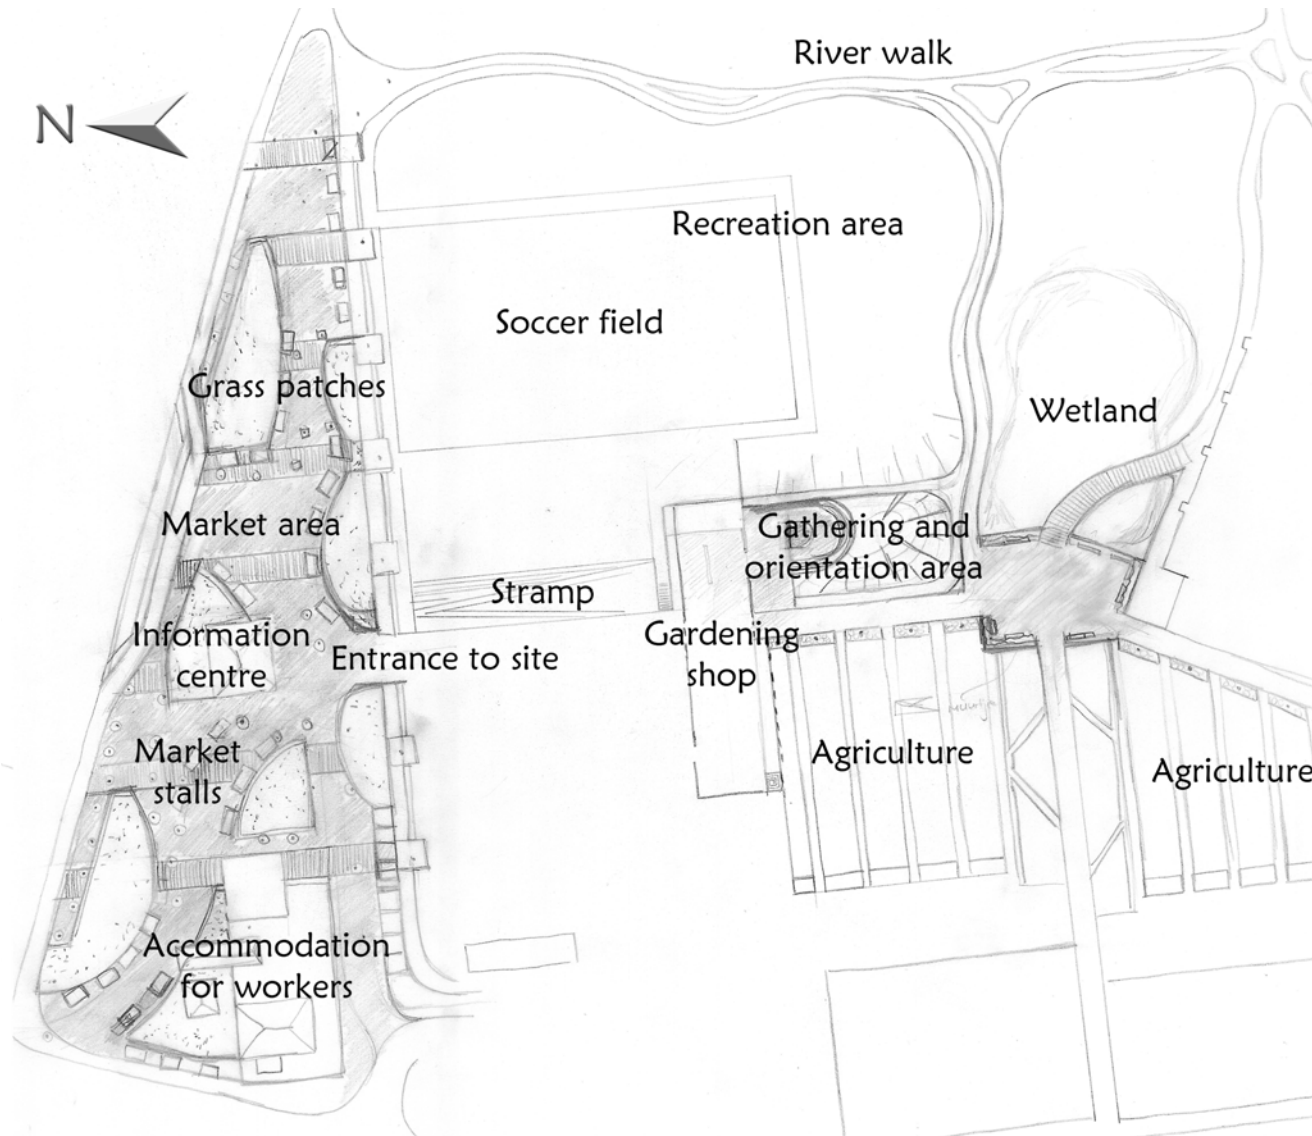 River walk
N
Recreation area
Soccer field
Grass patches
Wetland
Market area
Gathering and
orientation area
Stramp
Information
centre
Entrance to site
Gardening
shop
Market
stalls
Agriculture
Agriculture
Accommodation
for workers